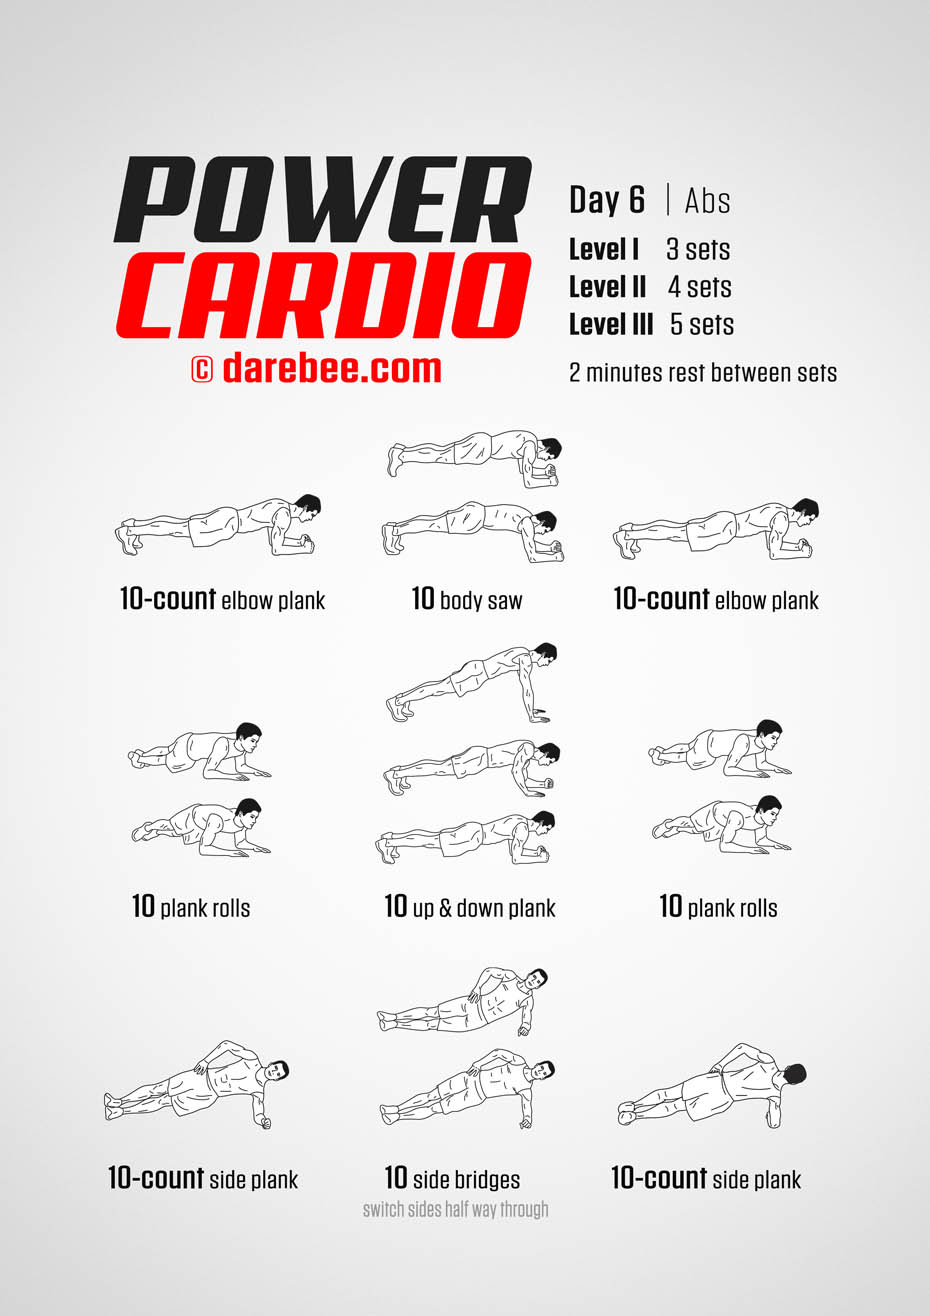 POWER
CARDIO
© darebee.com
Day 6 | Abs
Level I 3 sets
Level II 4 sets
Level III 5 sets
2 minutes rest between sets
10-count elbow plank
10 body saw
10-count elbow plank
10 plank rolls
10 up & down plank
10 plank rolls
10-count side plank
10 side bridges
switch sides half way through
10-count side plank